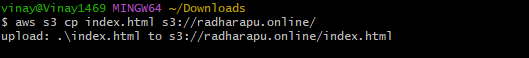 vinay@Vinay1469 MINGW64 ~/Downloads
$ aws s3 cp index.html s3://radharapu.online/
upload: .\index.html to s3://radharapu.online/index.html